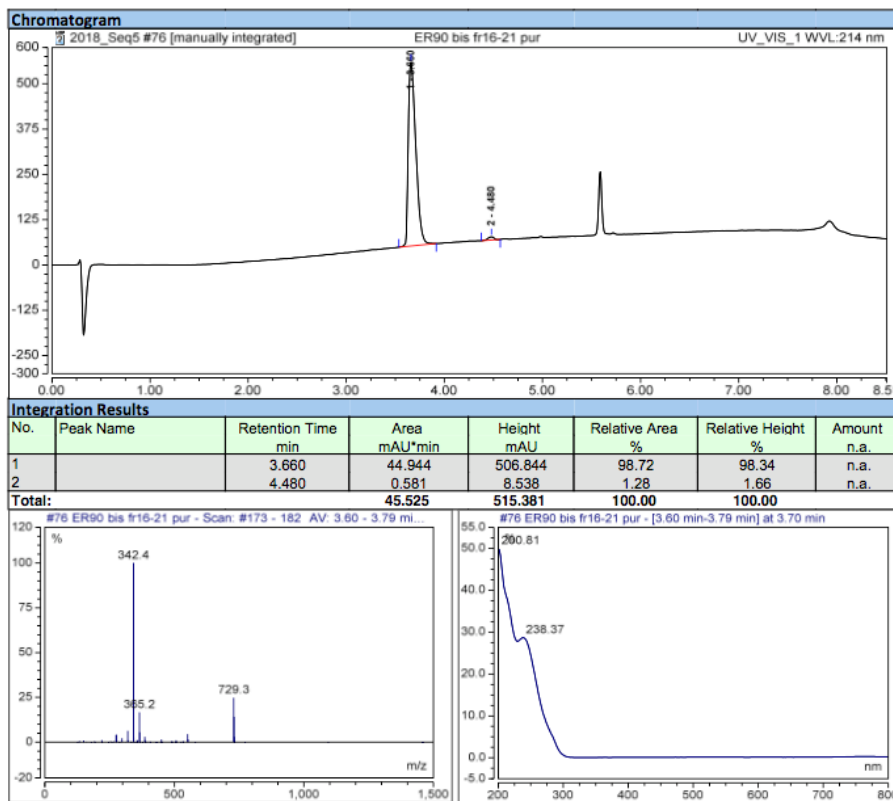 Chromatogram
2018_Seq5 #76 [manually integrated] ER90 bis fr16-21 pur UV_VIS_1 WVL:214 nm
600
500
375
250
125
0
-125
-250
-300
1 - 3.660
2 - 4.480
0.00 1.00 2.00 3.00 4.00 5.00 6.00 7.00 8.00 8.5
Integration Results
No. Peak Name Retention Time Area Height Relative Area Relative Height Amount
min mAU*min mAU % % n.a.
1 3.660 44.944 506.844 98.72 98.34 n.a.
2 4.480 0.581 8.538 1.28 1.66 n.a.
Total: 45.525 515.381 100.00 100.00
#76 ER90 bis fr16-21 pur - Scan: #173 - 182 AV: 3.60 - 3.79 mi...
120
100
75
50
25
0
-20
%
342.4
365.2
729.3
0 500 1,000 1,500
m/z
#76 ER90 bis fr16-21 pur - [3.60 min-3.79 min] at 3.70 min
55.0
50.0
40.0
30.0
20.0
10.0
0.0
-5.0
200.81
238.37
200 300 400 500 600 700 800
nm